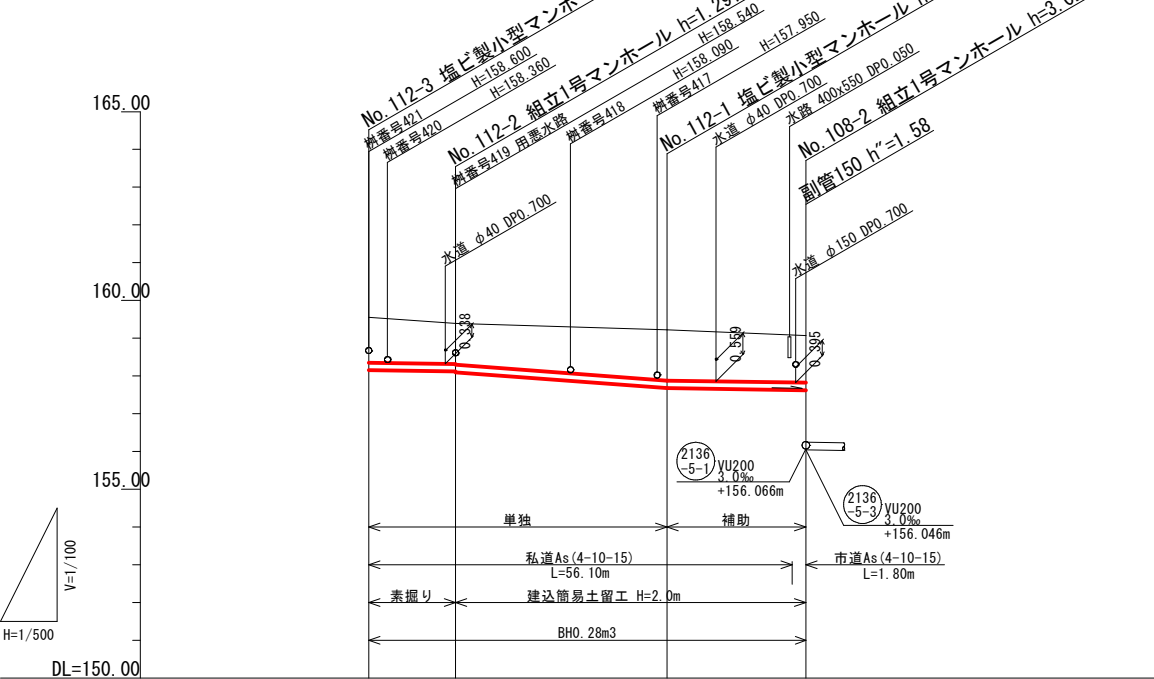 No.112-3 塩ビ製小型マンホ
桝番号421 H=158.600
桝番号420 H=158.360
No.112-2 組立1号マンホール h=1.29
桝番号419 用悪水路 H=158.540
桝番号418 H=158.090
桝番号417 H=157.950
No.112-1 塩ビ製小型マンホール
水道 φ40 DP0.700
水路 400x550 DP0.050
No.108-2 組立1号マンホール h=3.
副管150 h″=1.58
水道 φ40 DP0.700
水道 φ150 DP0.700
165.00
160.00
155.00
0.338
0.559
0.395
2136
-5-1
VU200
3.0‰
+156.066m
2136
-5-3
VU200
3.0‰
+156.046m
単独
補助
私道As(4-10-15)
L=56.10m
市道As(4-10-15)
L=1.80m
素掘り
建込簡易土留工 H=2.0m
BH0.28m3
V=1/100
H=1/500
DL=150.00